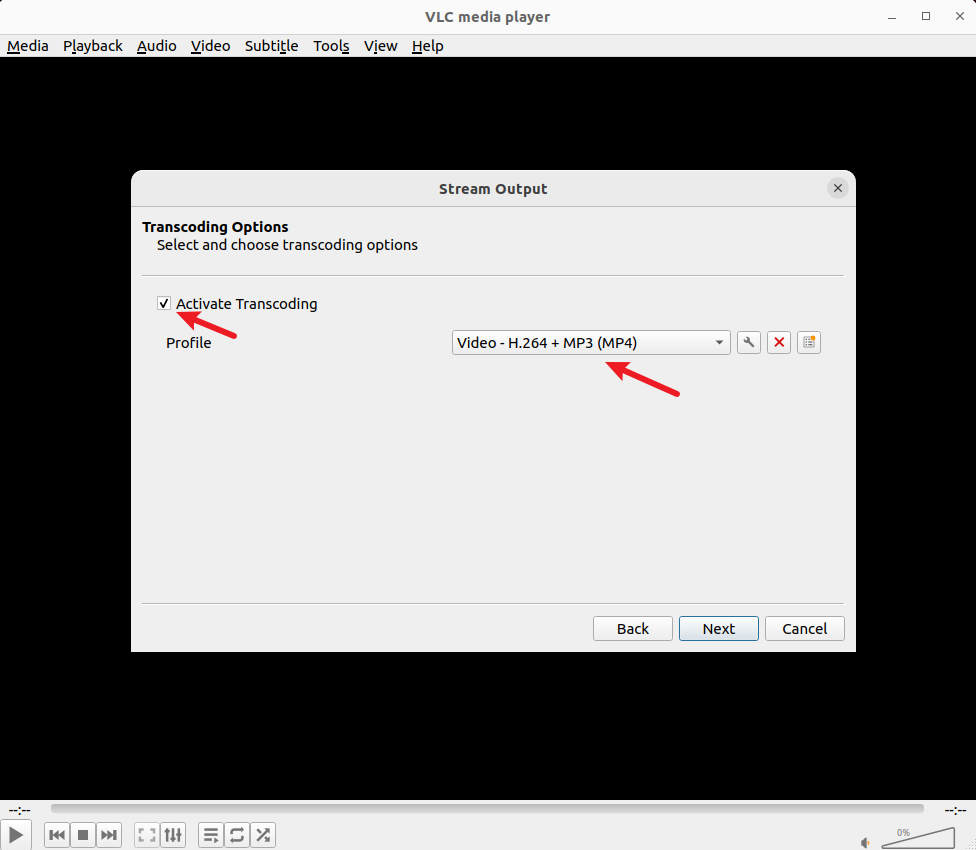 VLC media player
Media Playback Audio Video Subtitle Tools View Help
Stream Output
Transcoding Options
Select and choose transcoding options
Activate Transcoding
Profile Video - H.264 + MP3 (MP4)
Back Next Cancel
--:-- --:--
0%